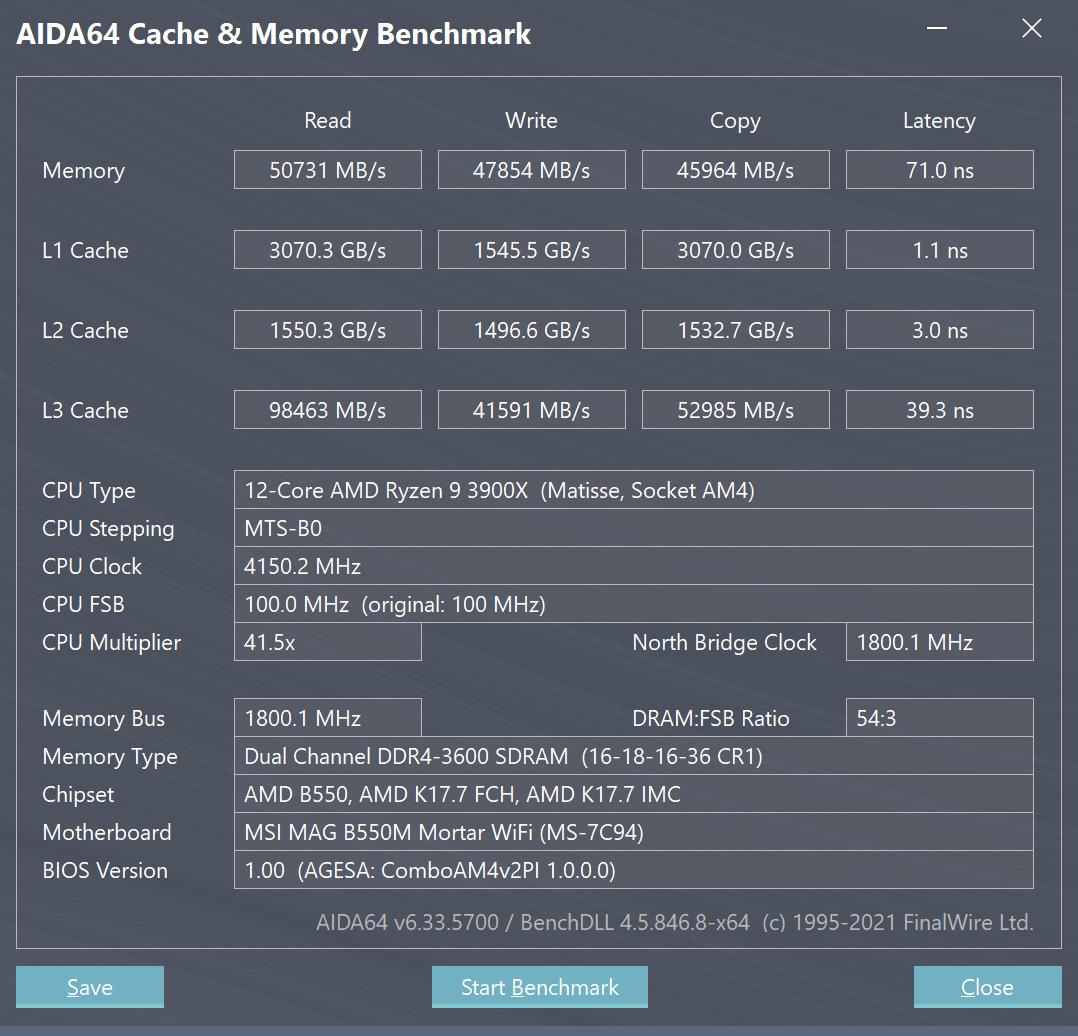 AIDA64 Cache & Memory Benchmark
Read Write Copy Latency
Memory 50731 MB/s 47854 MB/s 45964 MB/s 71.0 ns
L1 Cache 3070.3 GB/s 1545.5 GB/s 3070.0 GB/s 1.1 ns
L2 Cache 1550.3 GB/s 1496.6 GB/s 1532.7 GB/s 3.0 ns
L3 Cache 98463 MB/s 41591 MB/s 52985 MB/s 39.3 ns
CPU Type 12-Core AMD Ryzen 9 3900X (Matisse, Socket AM4)
CPU Stepping MTS-B0
CPU Clock 4150.2 MHz
CPU FSB 100.0 MHz (original: 100 MHz)
CPU Multiplier 41.5x North Bridge Clock 1800.1 MHz
Memory Bus 1800.1 MHz DRAM:FSB Ratio 54:3
Memory Type Dual Channel DDR4-3600 SDRAM (16-18-16-36 CR1)
Chipset AMD B550, AMD K17.7 FCH, AMD K17.7 IMC
Motherboard MSI MAG B550M Mortar WiFi (MS-7C94)
BIOS Version 1.00 (AGESA: ComboAM4v2PI 1.0.0.0)
AIDA64 v6.33.5700 / BenchDLL 4.5.846.8-x64 (c) 1995-2021 FinalWire Ltd.
Save Start Benchmark Close